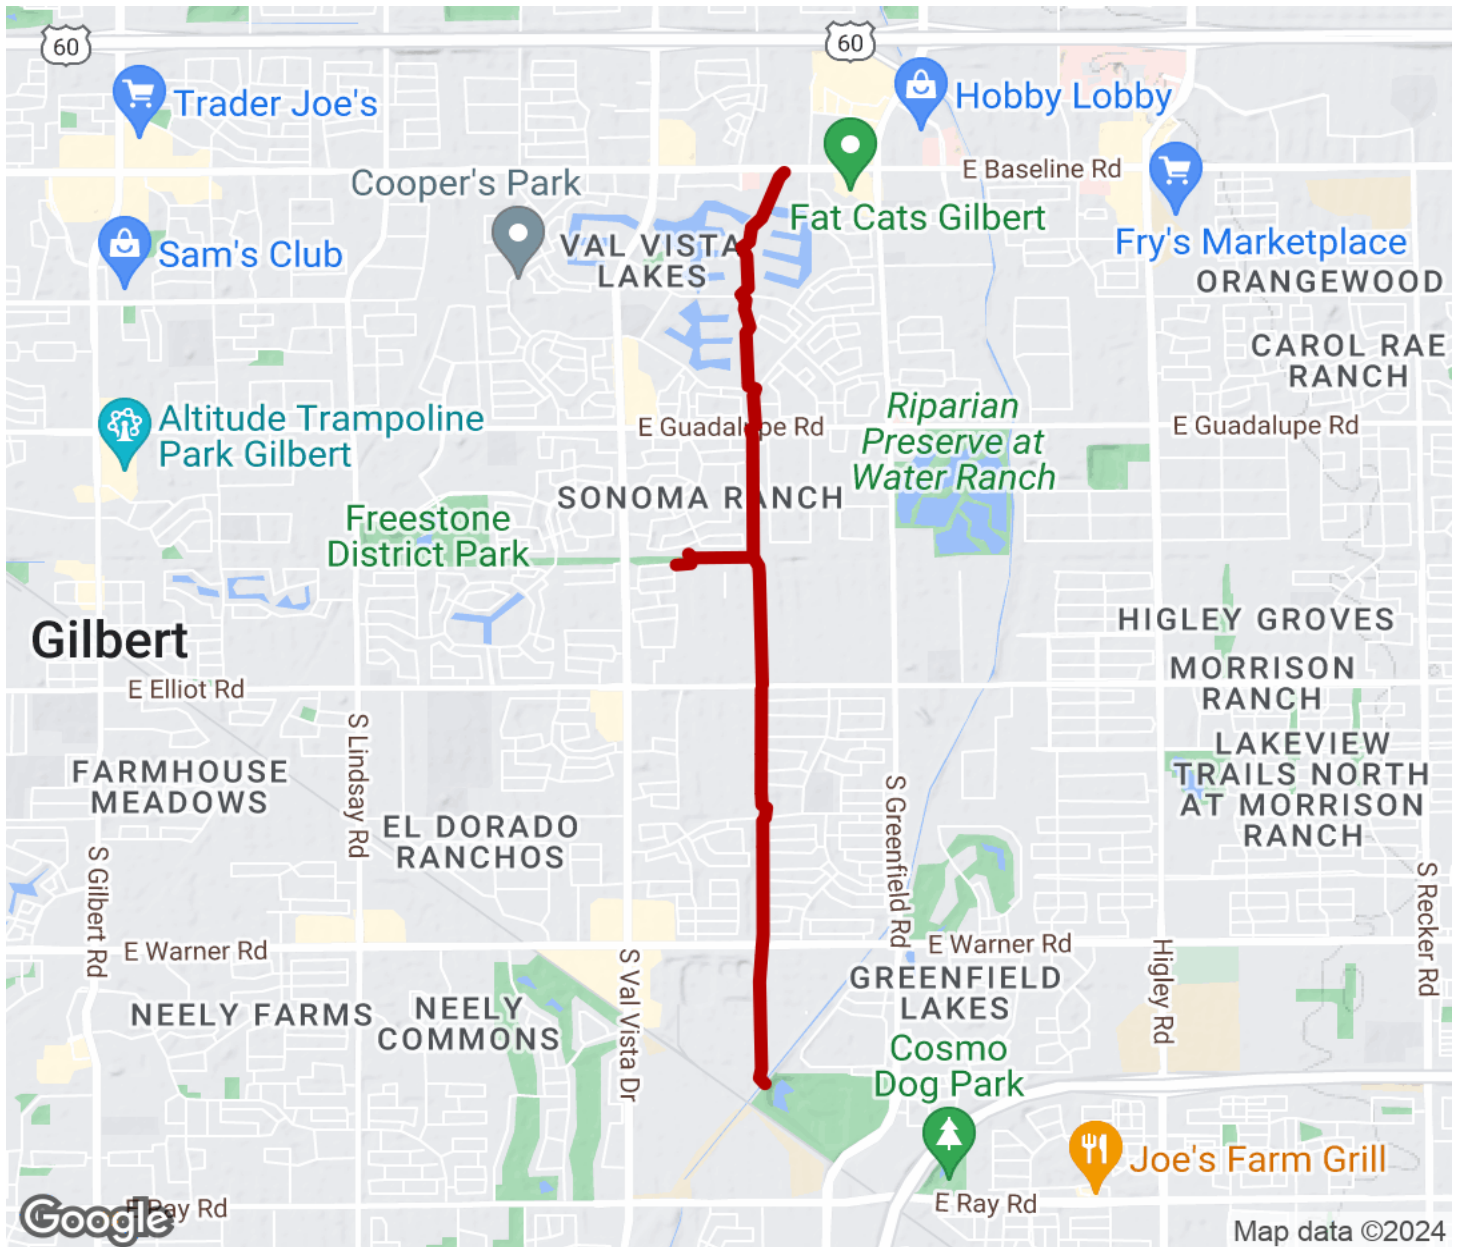 60
60
Trader Joe's
Hobby Lobby
E Baseline Rd
Cooper's Park
Fat Cats Gilbert
Fry's Marketplace
Sam's Club
VAL VISTA
LAKES
ORANGEWOOD
CAROL RAE
RANCH
Altitude Trampoline
Park Gilbert
E Guadalupe Rd
Riparian
Preserve at
Water Ranch
E Guadalupe Rd
SONOMA RANCH
Freestone
District Park
Gilbert
HIGLEY GROVES
MORRISON
RANCH
E Elliot Rd
S Lindsay Rd
LAKEVIEW
TRAILS NORTH
AT MORRISON
RANCH
FARMHOUSE
MEADOWS
S Greenfield Rd
EL DORADO
RANCHOS
S Gilbert Rd
S Recker Rd
E Warner Rd
E Warner Rd
S Val Vista Dr
Higley Rd
GREENFIELD
LAKES
NEELY FARMS
NEELY
COMMONS
Cosmo
Dog Park
Joe's Farm Grill
E Ray Rd
E Ray Rd
Google
Map data ©2024